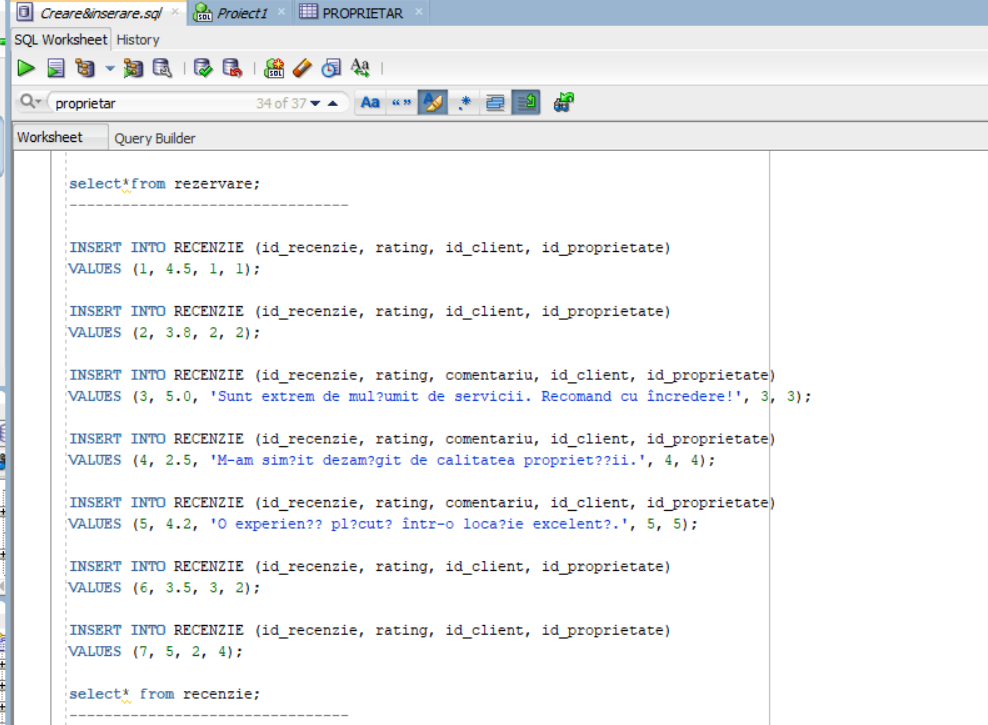 Creare&inserare.sql Proiect1 PROPRIETAR
SQL Worksheet History
proprietar 34 of 37 Aa “ ”
Worksheet Query Builder
select*from rezervare;
--------------------------------
INSERT INTO RECENZIE (id_recenzie, rating, id_client, id_proprietate)
VALUES (1, 4.5, 1, 1);
INSERT INTO RECENZIE (id_recenzie, rating, id_client, id_proprietate)
VALUES (2, 3.8, 2, 2);
INSERT INTO RECENZIE (id_recenzie, rating, comentariu, id_client, id_proprietate)
VALUES (3, 5.0, 'Sunt extrem de mul?umit de servicii. Recomand cu încredere!', 3, 3);
INSERT INTO RECENZIE (id_recenzie, rating, comentariu, id_client, id_proprietate)
VALUES (4, 2.5, 'M-am sim?it dezam?git de calitatea propriet??ii.', 4, 4);
INSERT INTO RECENZIE (id_recenzie, rating, comentariu, id_client, id_proprietate)
VALUES (5, 4.2, 'O experien?? pl?cut? într-o loca?ie excelent?.', 5, 5);
INSERT INTO RECENZIE (id_recenzie, rating, id_client, id_proprietate)
VALUES (6, 3.5, 3, 2);
INSERT INTO RECENZIE (id_recenzie, rating, id_client, id_proprietate)
VALUES (7, 5, 2, 4);
select* from recenzie;
--------------------------------